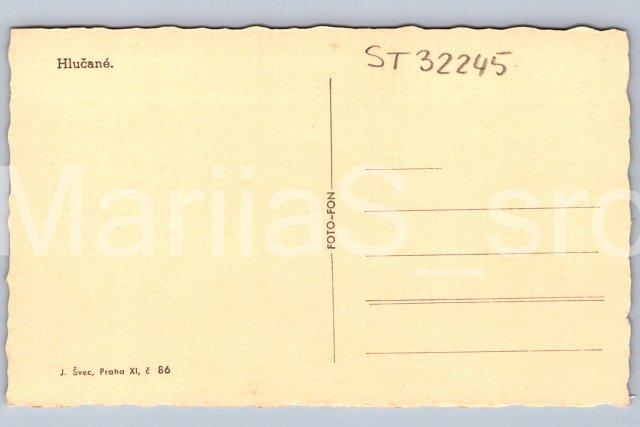 Hlučané.
ST 32245
FOTO-FON
MariiaS_sro
J. Švec, Praha XI, č 86